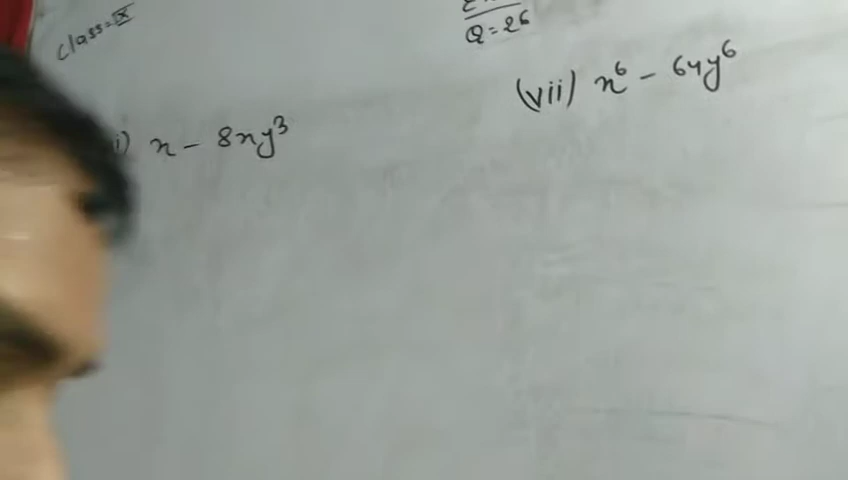 Class = IX
Q = 26
(vii) x⁶ - 64y⁶
i) x - 8xy³